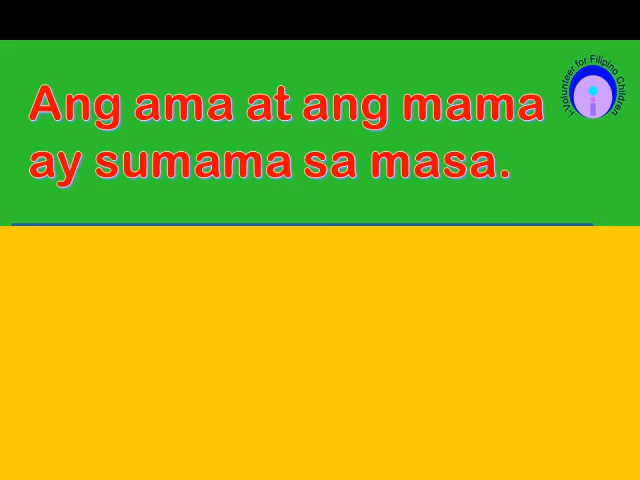 Ang ama at ang mama
ay sumama sa masa.
i-Volunteer for Filipino Children